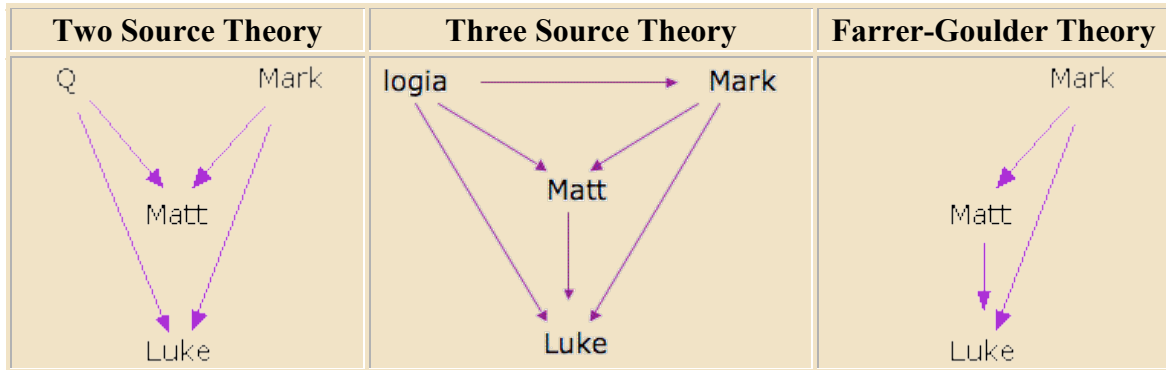 Two Source Theory
Three Source Theory
Farrer-Goulder Theory
Q Mark
Matt
Luke
logia Mark
Matt
Luke
Mark
Matt
Luke